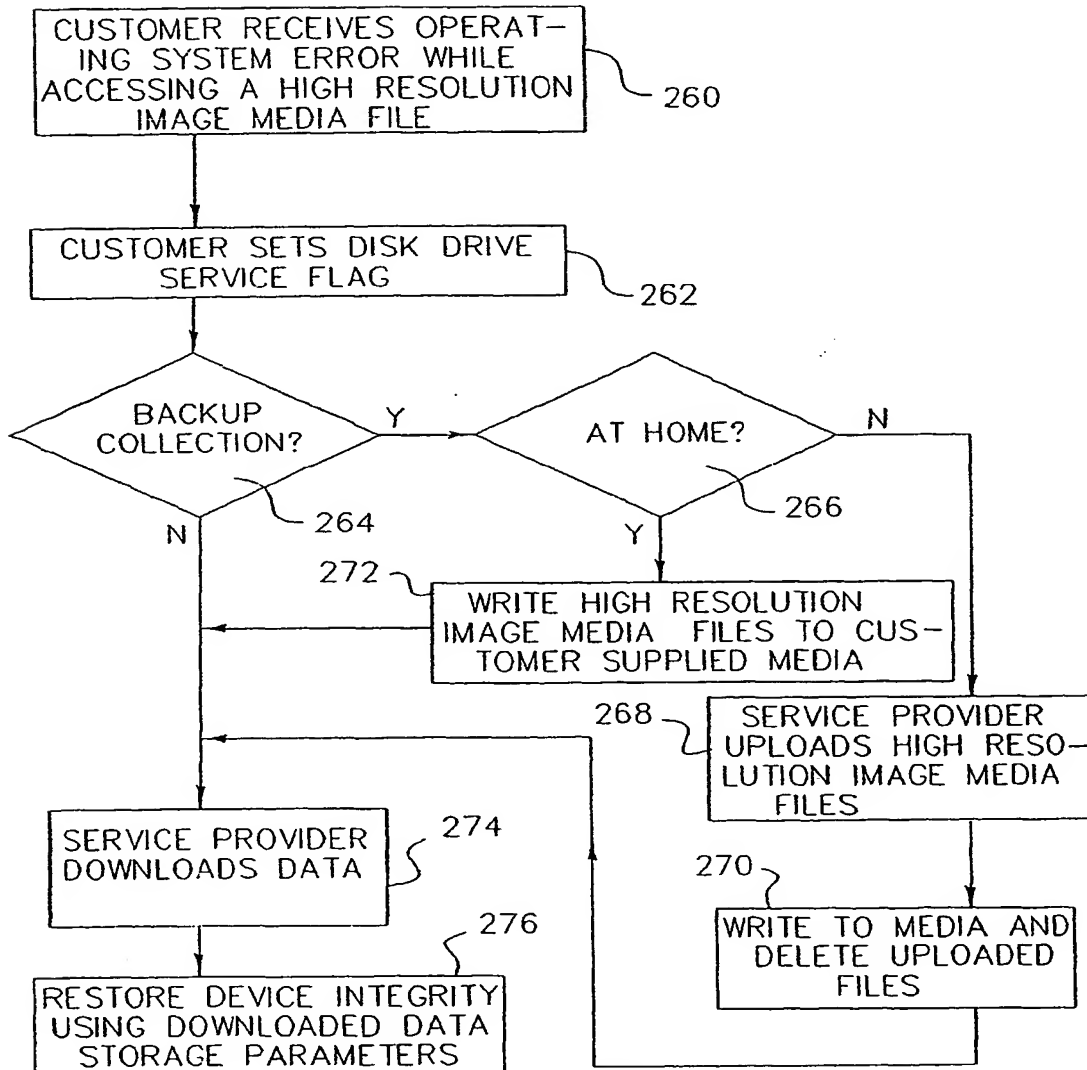 CUSTOMER RECEIVES OPERAT-
ING SYSTEM ERROR WHILE
ACCESSING A HIGH RESOLUTION
IMAGE MEDIA FILE
260
CUSTOMER SETS DISK DRIVE
SERVICE FLAG
262
BACKUP
COLLECTION?
264
Y
N
AT HOME?
266
N
Y
272
WRITE HIGH RESOLUTION
IMAGE MEDIA FILES TO CUS-
TOMER SUPPLIED MEDIA
268
SERVICE PROVIDER
UPLOADS HIGH RESO-
LUTION IMAGE MEDIA
FILES
SERVICE PROVIDER
DOWNLOADS DATA
274
270
WRITE TO MEDIA AND
DELETE UPLOADED
FILES
276
RESTORE DEVICE INTEGRITY
USING DOWNLOADED DATA
STORAGE PARAMETERS